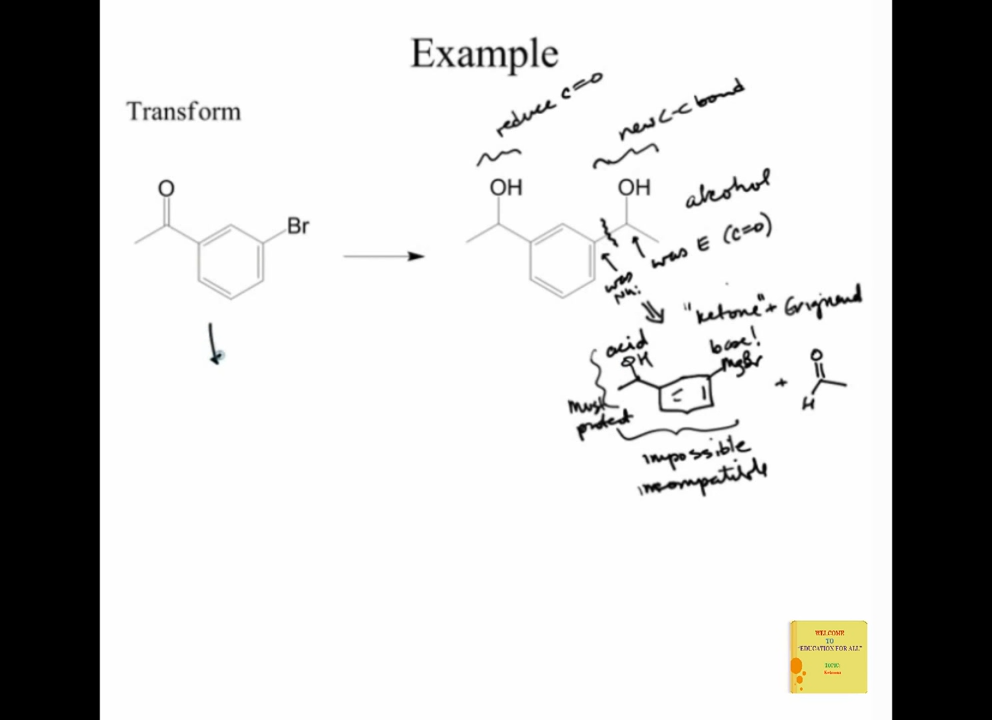 Example
Transform
reduce C=O
new C-C bond
O
Br
OH
OH
alcohol
was E (C=O)
was
Nu:
"ketone" + Grignard
acid
base!
OH
MgBr
+
O
H
Must
protect
impossible
incompatible
WELCOME
TO
"EDUCATION FOR ALL"